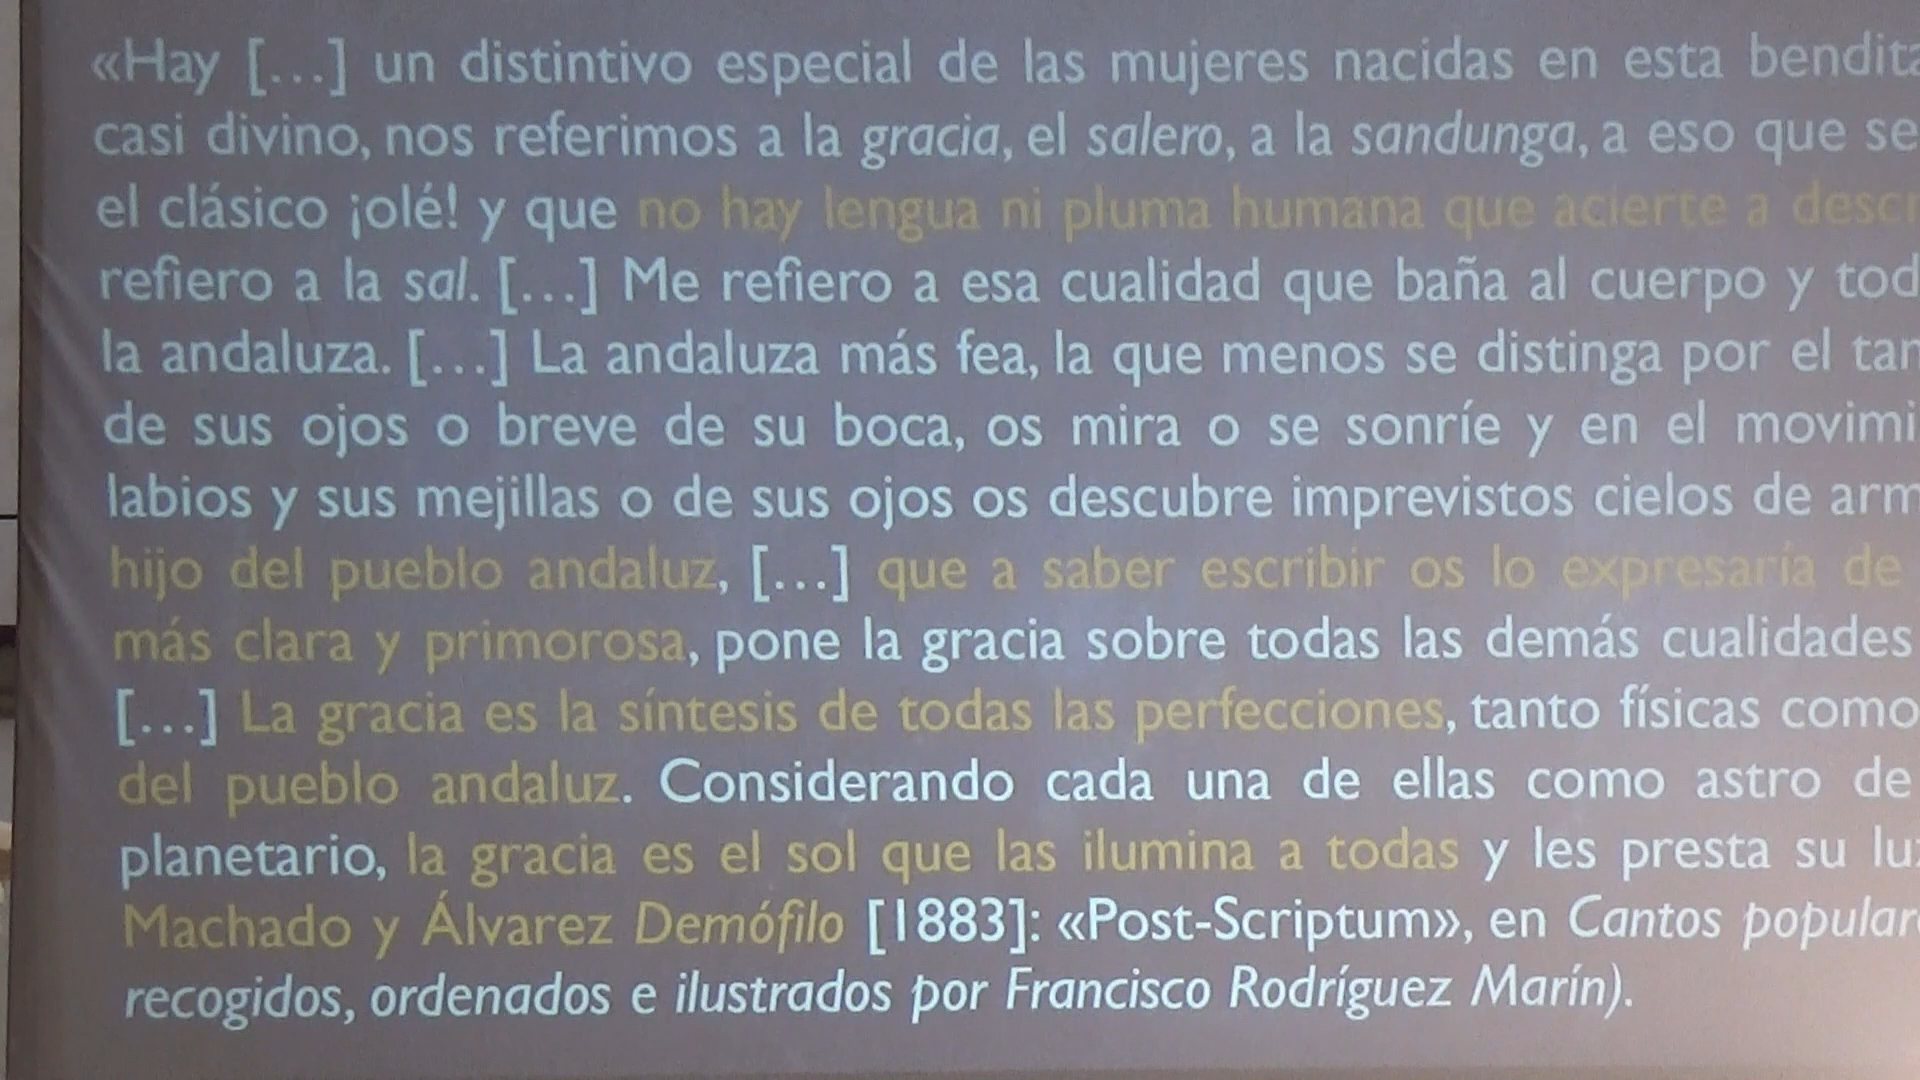 «Hay [...] un distintivo especial de las mujeres nacidas en esta bendita
casi divino, nos referimos a la gracia, el salero, a la sandunga, a eso que se
el clásico ¡olé! y que no hay lengua ni pluma humana que acierte a descr
refiero a la sal. [...] Me refiero a esa cualidad que baña al cuerpo y tod
la andaluza. [...] La andaluza más fea, la que menos se distinga por el tam
de sus ojos o breve de su boca, os mira o se sonríe y en el movimi
labios y sus mejillas o de sus ojos os descubre imprevistos cielos de arm
hijo del pueblo andaluz, [...] que a saber escribir os lo expresaría de
más clara y primorosa, pone la gracia sobre todas las demás cualidades
[...] La gracia es la síntesis de todas las perfecciones, tanto físicas como
del pueblo andaluz. Considerando cada una de ellas como astro de
planetario, la gracia es el sol que las ilumina a todas y les presta su luz
Machado y Álvarez Demófilo [1883]: «Post-Scriptum», en Cantos popular
recogidos, ordenados e ilustrados por Francisco Rodríguez Marín).